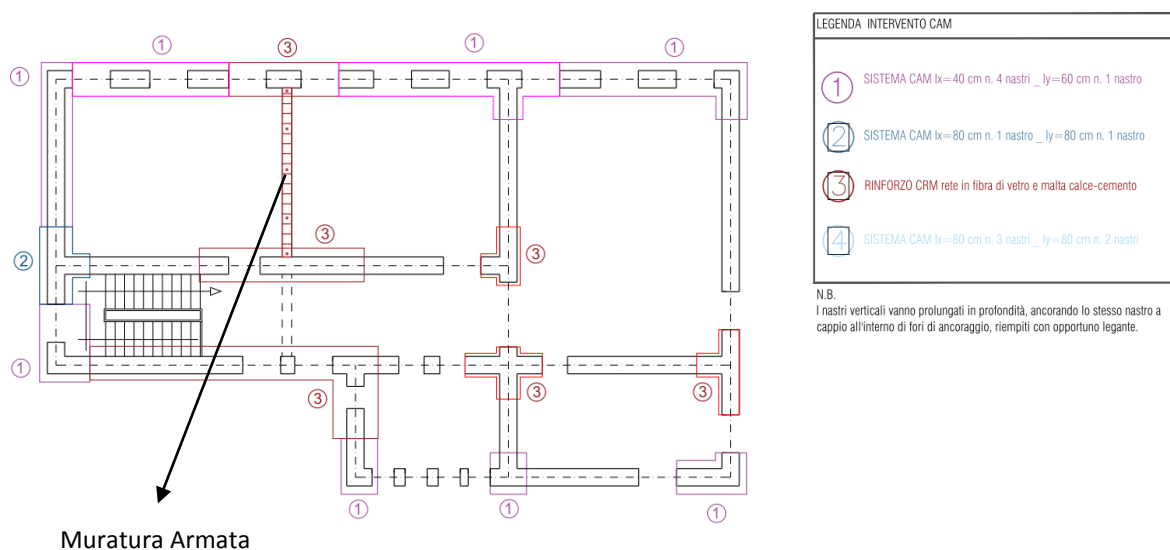 1
3
1
1
1
3
3
2
1
3
3
3
1
1
1
Muratura Armata
LEGENDA INTERVENTO CAM
1 SISTEMA CAM lx=40 cm n. 4 nastri _ ly=60 cm n. 1 nastro
2 SISTEMA CAM lx=80 cm n. 1 nastro _ ly=80 cm n. 1 nastro
3 RINFORZO CRM rete in fibra di vetro e malta calce-cemento
4 SISTEMA CAM lx=60 cm n. 3 nastri _ ly=80 cm n. 2 nastri
N.B.
I nastri verticali vanno prolungati in profondità, ancorando lo stesso nastro a
cappio all'interno di fori di ancoraggio, riempiti con opportuno legante.